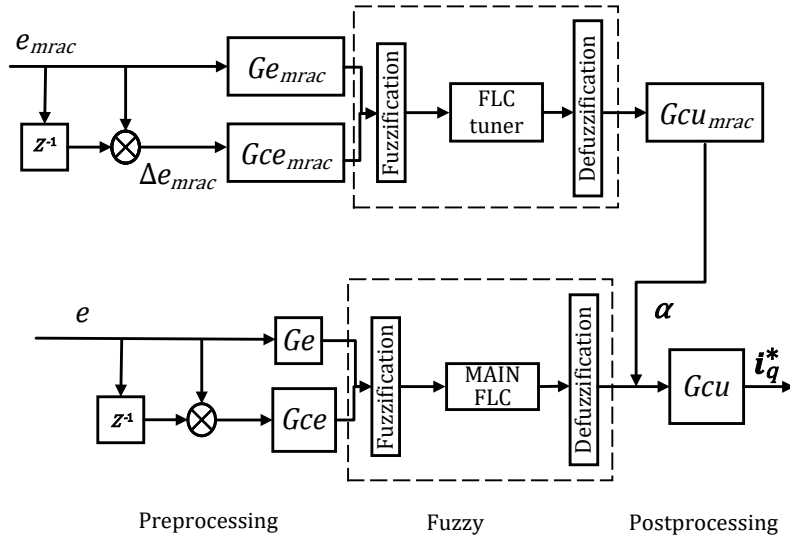 e_mrac
Ge_mrac
Fuzzification
FLC
tuner
Defuzzification
Gcu_mrac
Z⁻¹
Gce_mrac
Δe_mrac
e
α
Ge
Fuzzification
MAIN
FLC
Defuzzification
Gcu
i*_q
Z⁻¹
Gce
Preprocessing
Fuzzy
Postprocessing